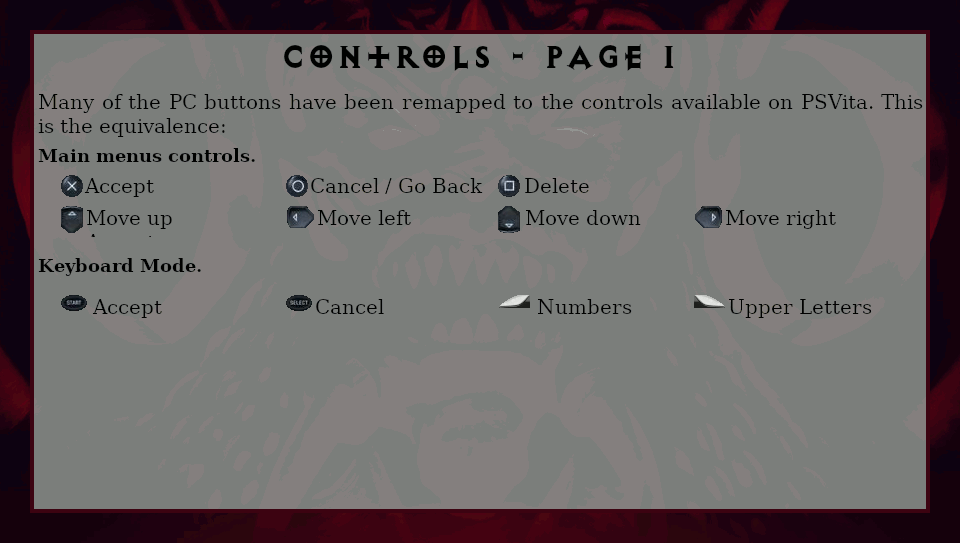 CONTROLS - PAGE I
Many of the PC buttons have been remapped to the controls available on PSVita. This
is the equivalence:
Main menus controls.
Accept Cancel / Go Back Delete
Move up Move left Move down Move right
Keyboard Mode.
START Accept SELECT Cancel Numbers Upper Letters